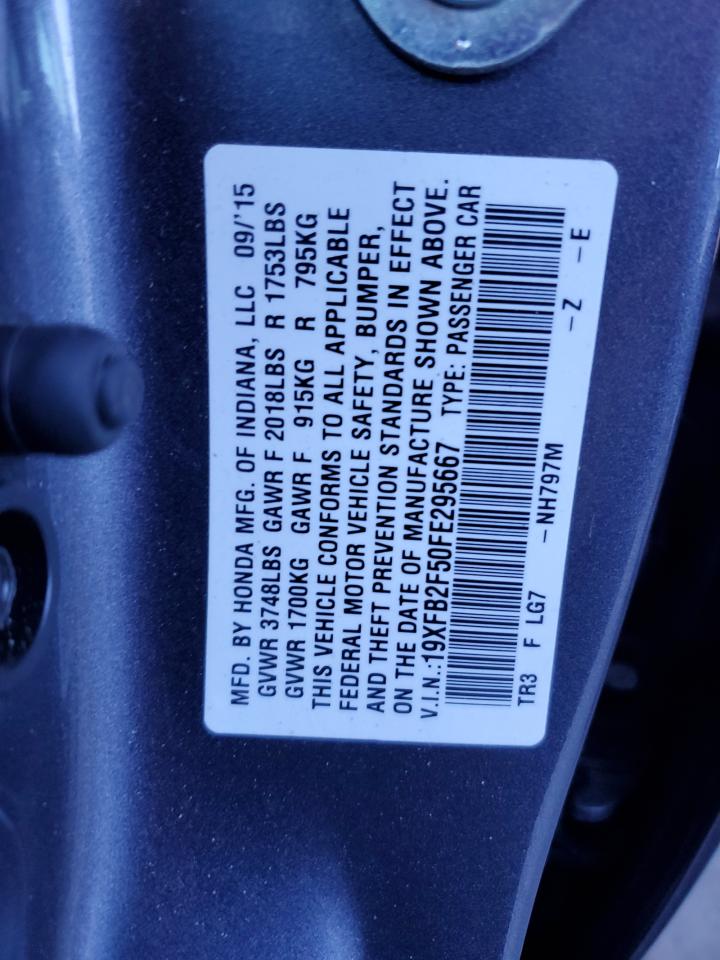 MFD. BY HONDA MFG. OF INDIANA, LLC 09/'15
GVWR 3748LBS GAWR F 2018LBS R 1753LBS
GVWR 1700KG GAWR F 915KG R 795KG
THIS VEHICLE CONFORMS TO ALL APPLICABLE
FEDERAL MOTOR VEHICLE SAFETY, BUMPER,
AND THEFT PREVENTION STANDARDS IN EFFECT
ON THE DATE OF MANUFACTURE SHOWN ABOVE.
V.I.N.:19XFB2F50FE295667 TYPE: PASSENGER CAR
TR3 F LG7 -NH797M -Z -E